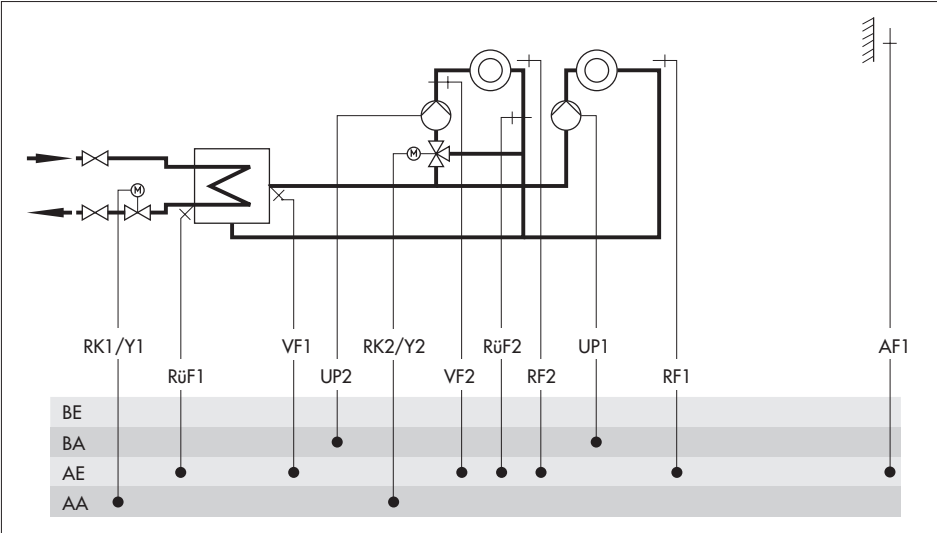 M
M
RK1/Y1 VF1 RK2/Y2 RüF2 UP1 AF1
RüF1 UP2 VF2 RF2 RF1
BE
BA
AE
AA